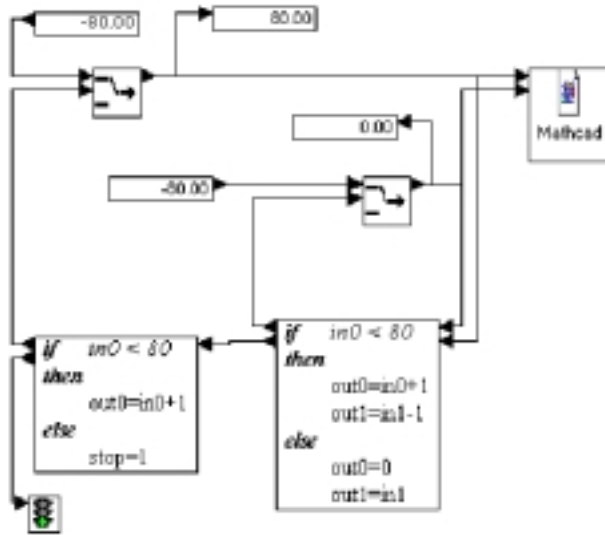 -80.00
80.00
0.00
-80.00
Mathcad
if in0 < 80
then
out0=in0+1
else
stop=1
if in0 < 80
then
out0=in0+1
out1=in1-1
else
out0=0
out1=in1